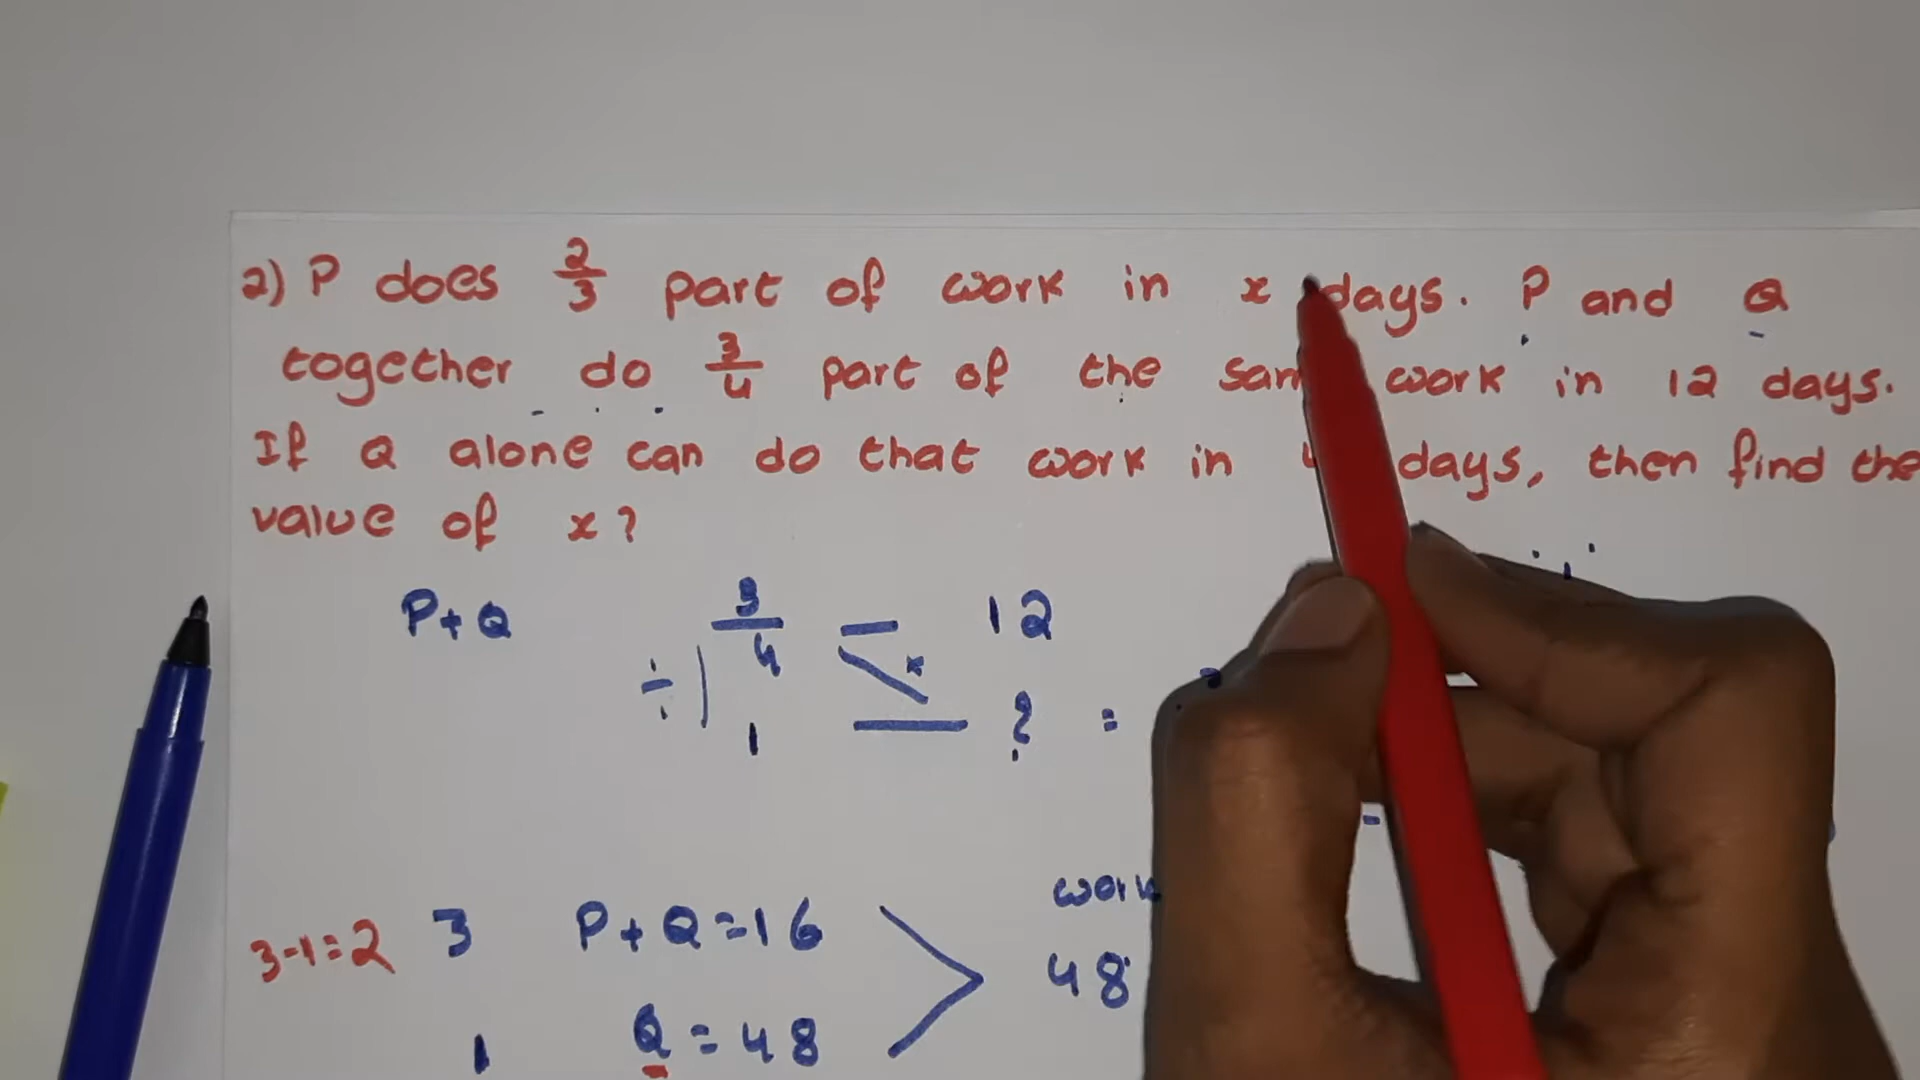 2) P does 2/3 part of work in x days. P and Q
together do 3/4 part of the work in 12 days.
If Q alone can do that work in days, then find the
value of x?
P+Q 3/4 — 12
÷ 1 — ? =
work
3-1=2 3 P+Q=16
48
1 Q=48